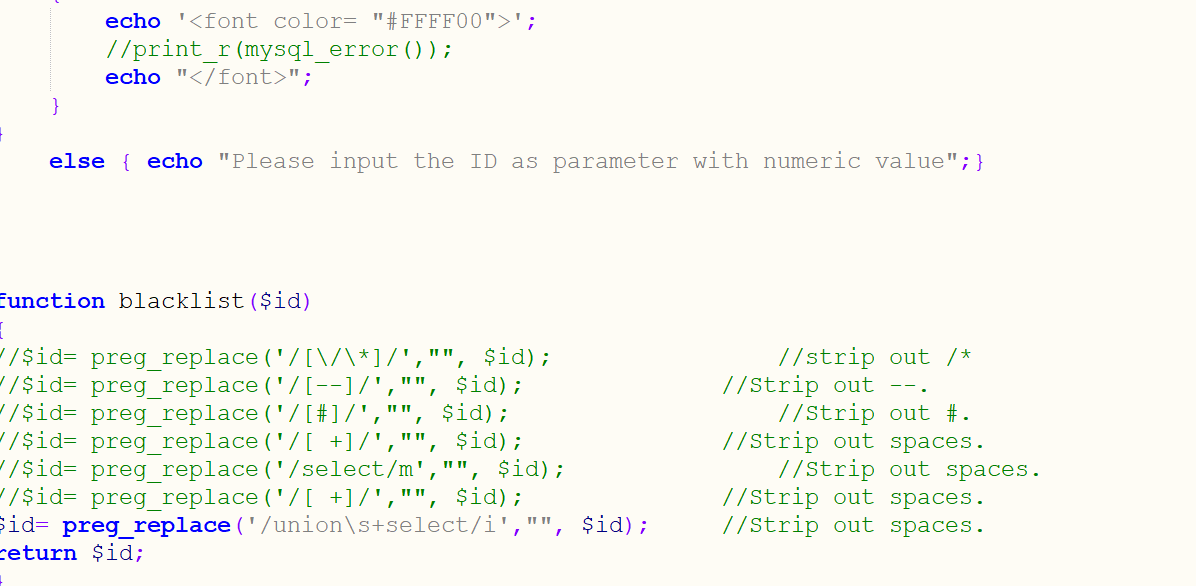 {
echo '<font color= "#FFFF00">';
//print_r(mysql_error());
echo "</font>";
}
}
else { echo "Please input the ID as parameter with numeric value";}
function blacklist($id)
{
//$id= preg_replace('/[\/\*]/',"", $id); //strip out /*
//$id= preg_replace('/[--]/',"", $id); //Strip out --.
//$id= preg_replace('/[#]/',"", $id); //Strip out #.
//$id= preg_replace('/[ +]/',"", $id); //Strip out spaces.
//$id= preg_replace('/select/m',"", $id); //Strip out spaces.
//$id= preg_replace('/[ +]/',"", $id); //Strip out spaces.
$id= preg_replace('/union\s+select/i',"", $id); //Strip out spaces.
return $id;
}